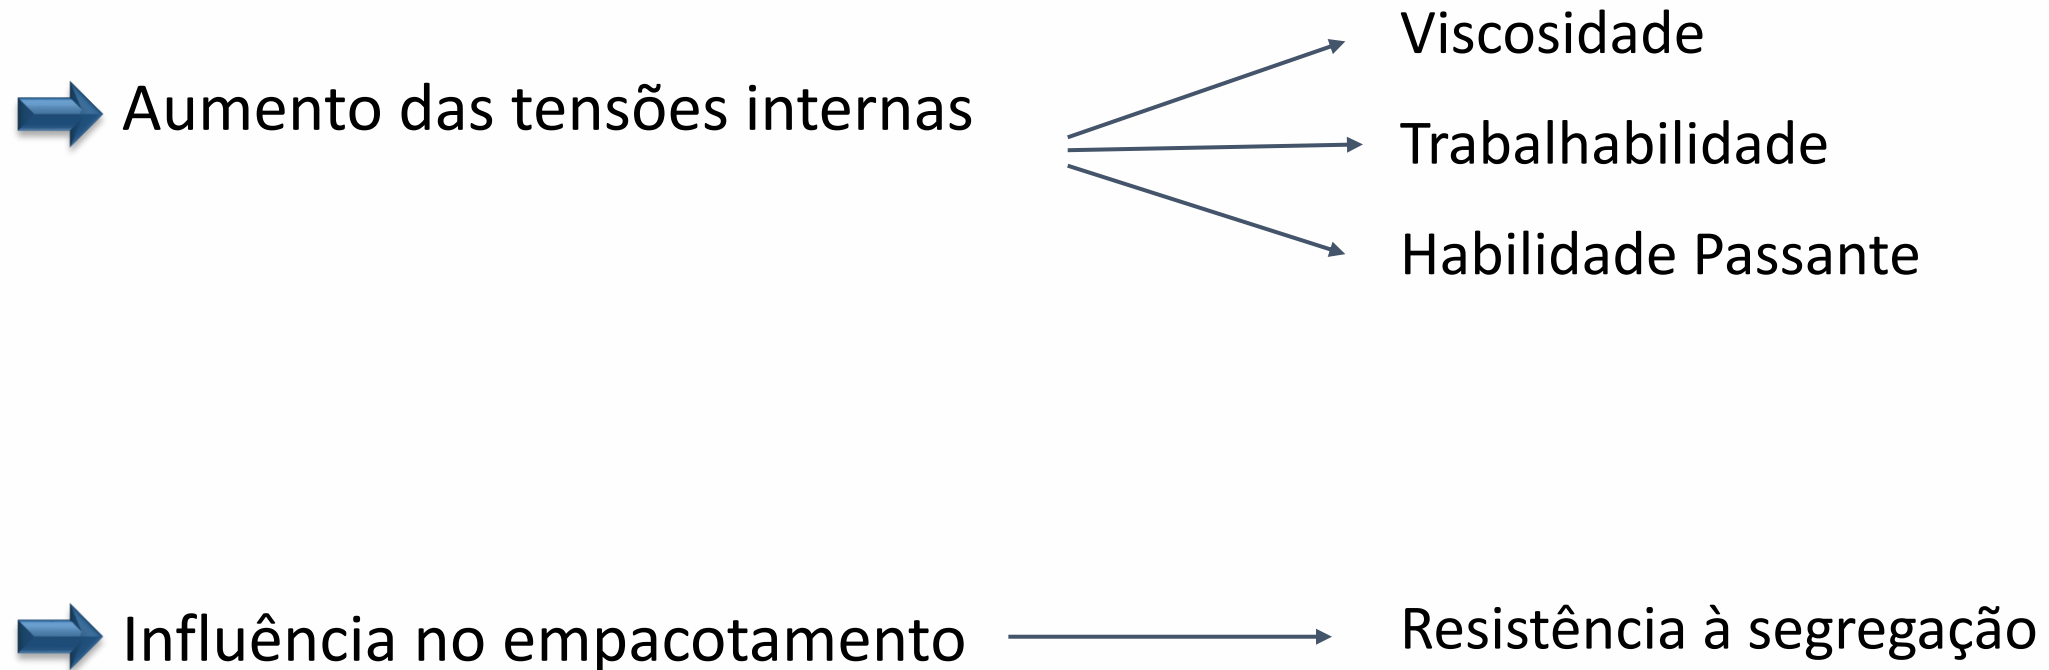 Aumento das tensões internas
Viscosidade
Trabalhabilidade
Habilidade Passante
Influência no empacotamento
Resistência à segregação